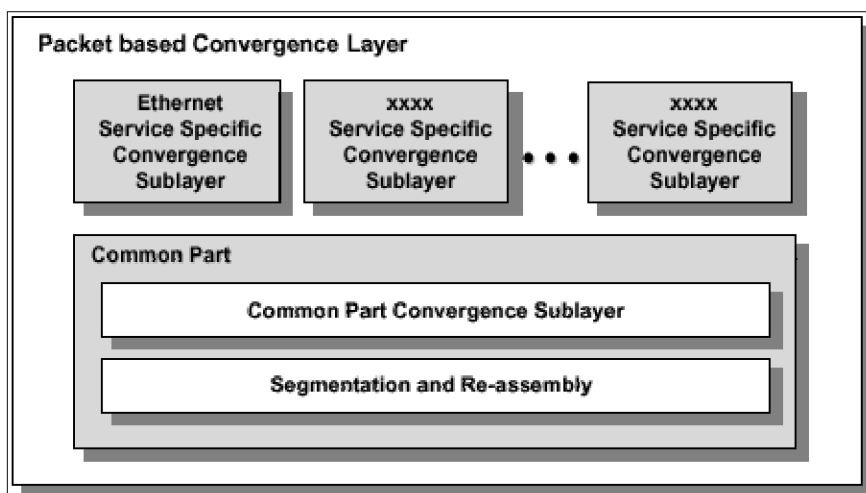 Packet based Convergence Layer
Ethernet
Service Specific
Convergence
Sublayer
xxxx
Service Specific
Convergence
Sublayer
• • •
xxxx
Service Specific
Convergence
Sublayer
Common Part
Common Part Convergence Sublayer
Segmentation and Re-assembly